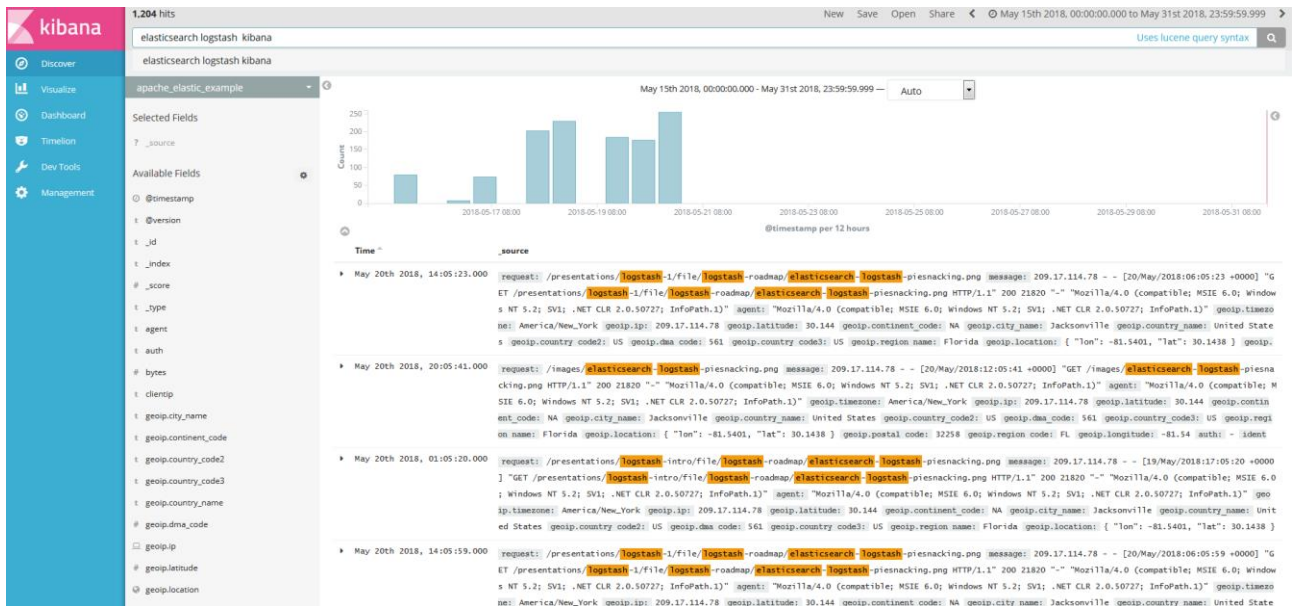 1,204 hits
New Save Open Share May 15th 2018, 00:00:00.000 to May 31st 2018, 23:59:59.999
kibana
elasticsearch logstash kibana
Uses lucene query syntax
elasticsearch logstash kibana
Discover
Visualize
Dashboard
Timelion
Dev Tools
Management
apache_elastic_example
Selected Fields
? _source
Available Fields
@timestamp
t @version
t _id
t _index
# _score
t _type
t agent
t auth
# bytes
t clientip
t geoip.city_name
t geoip.continent_code
t geoip.country_code2
t geoip.country_code3
t geoip.country_name
# geoip.dma_code
geoip.ip
# geoip.latitude
geoip.location
May 15th 2018, 00:00:00.000 - May 31st 2018, 23:59:59.999 — Auto
Count
250
200
150
100
50
0
2018-05-17 08:00 2018-05-19 08:00 2018-05-21 08:00 2018-05-23 08:00 2018-05-25 08:00 2018-05-27 08:00 2018-05-29 08:00 2018-05-31 08:00
@timestamp per 12 hours
Time _source
May 20th 2018, 14:05:23.000 request: /presentations/logstash-1/file/logstash-roadmap/elasticsearch-logstash-piesnacking.png message: 209.17.114.78 - - [20/May/2018:06:05:23 +0000] "G
ET /presentations/logstash-1/file/logstash-roadmap/elasticsearch-logstash-piesnacking.png HTTP/1.1" 200 21820 "-" "Mozilla/4.0 (compatible; MSIE 6.0; Window
s NT 5.2; SV1; .NET CLR 2.0.50727; InfoPath.1)" agent: "Mozilla/4.0 (compatible; MSIE 6.0; Windows NT 5.2; SV1; .NET CLR 2.0.50727; InfoPath.1)" geoip.timezo
ne: America/New_York geoip.ip: 209.17.114.78 geoip.latitude: 30.144 geoip.continent_code: NA geoip.city_name: Jacksonville geoip.country_name: United State
s geoip.country code2: US geoip.dma code: 561 geoip.country code3: US geoip.region name: Florida geoip.location: { "lon": -81.5401, "lat": 30.1438 } geoip.
May 20th 2018, 20:05:41.000 request: /images/elasticsearch-logstash-piesnacking.png message: 209.17.114.78 - - [20/May/2018:12:05:41 +0000] "GET /images/elasticsearch-logstash-piesna
cking.png HTTP/1.1" 200 21820 "-" "Mozilla/4.0 (compatible; MSIE 6.0; Windows NT 5.2; SV1; .NET CLR 2.0.50727; InfoPath.1)" agent: "Mozilla/4.0 (compatible; M
SIE 6.0; Windows NT 5.2; SV1; .NET CLR 2.0.50727; InfoPath.1)" geoip.timezone: America/New_York geoip.ip: 209.17.114.78 geoip.latitude: 30.144 geoip.contin
ent_code: NA geoip.city_name: Jacksonville geoip.country_name: United States geoip.country_code2: US geoip.dma_code: 561 geoip.country_code3: US geoip.regi
on name: Florida geoip.location: { "lon": -81.5401, "lat": 30.1438 } geoip.postal code: 32258 geoip.region code: FL geoip.longitude: -81.54 auth: - ident
May 20th 2018, 01:05:20.000 request: /presentations/logstash-intro/file/logstash-roadmap/elasticsearch-logstash-piesnacking.png message: 209.17.114.78 - - [19/May/2018:17:05:20 +0000
] "GET /presentations/logstash-intro/file/logstash-roadmap/elasticsearch-logstash-piesnacking.png HTTP/1.1" 200 21820 "-" "Mozilla/4.0 (compatible; MSIE 6.0
; Windows NT 5.2; SV1; .NET CLR 2.0.50727; InfoPath.1)" agent: "Mozilla/4.0 (compatible; MSIE 6.0; Windows NT 5.2; SV1; .NET CLR 2.0.50727; InfoPath.1)" geo
ip.timezone: America/New_York geoip.ip: 209.17.114.78 geoip.latitude: 30.144 geoip.continent_code: NA geoip.city_name: Jacksonville geoip.country_name: Unit
ed States geoip.country code2: US geoip.dma code: 561 geoip.country code3: US geoip.region name: Florida geoip.location: { "lon": -81.5401, "lat": 30.1438 }
May 20th 2018, 14:05:59.000 request: /presentations/logstash-1/file/logstash-roadmap/elasticsearch-logstash-piesnacking.png message: 209.17.114.78 - - [20/May/2018:06:05:59 +0000] "G
ET /presentations/logstash-1/file/logstash-roadmap/elasticsearch-logstash-piesnacking.png HTTP/1.1" 200 21820 "-" "Mozilla/4.0 (compatible; MSIE 6.0; Window
s NT 5.2; SV1; .NET CLR 2.0.50727; InfoPath.1)" agent: "Mozilla/4.0 (compatible; MSIE 6.0; Windows NT 5.2; SV1; .NET CLR 2.0.50727; InfoPath.1)" geoip.timezo
ne: America/New_York geoip.ip: 209.17.114.78 geoip.latitude: 30.144 geoip.continent_code: NA geoip.city_name: Jacksonville geoip.country_name: United State